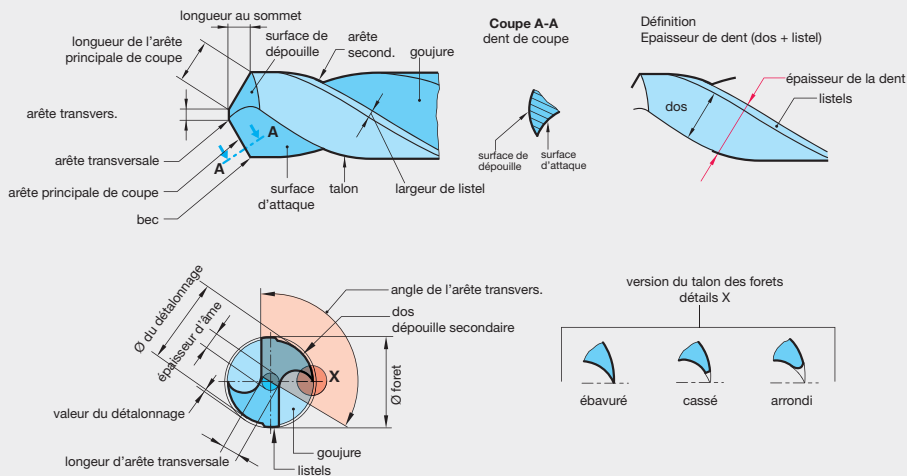 longueur au sommet
longueur de l'arête
principale de coupe
surface de
dépouille
arête
second.
goujure
arête transvers.
A
A
arête transversale
arête principale de coupe
bec
surface
d'attaque
talon
largeur de listel
Coupe A-A
dent de coupe
surface de
dépouille
surface
d'attaque
Définition
Epaisseur de dent (dos + listel)
épaisseur de la dent
listels
dos
Ø du détalonnage
épaisseur d'âme
valeur du détalonnage
longeur d'arête transversale
angle de l'arête transvers.
dos
dépouille secondaire
X
Ø foret
goujure
listels
version du talon des forets
détails X
ébavuré
cassé
arrondi